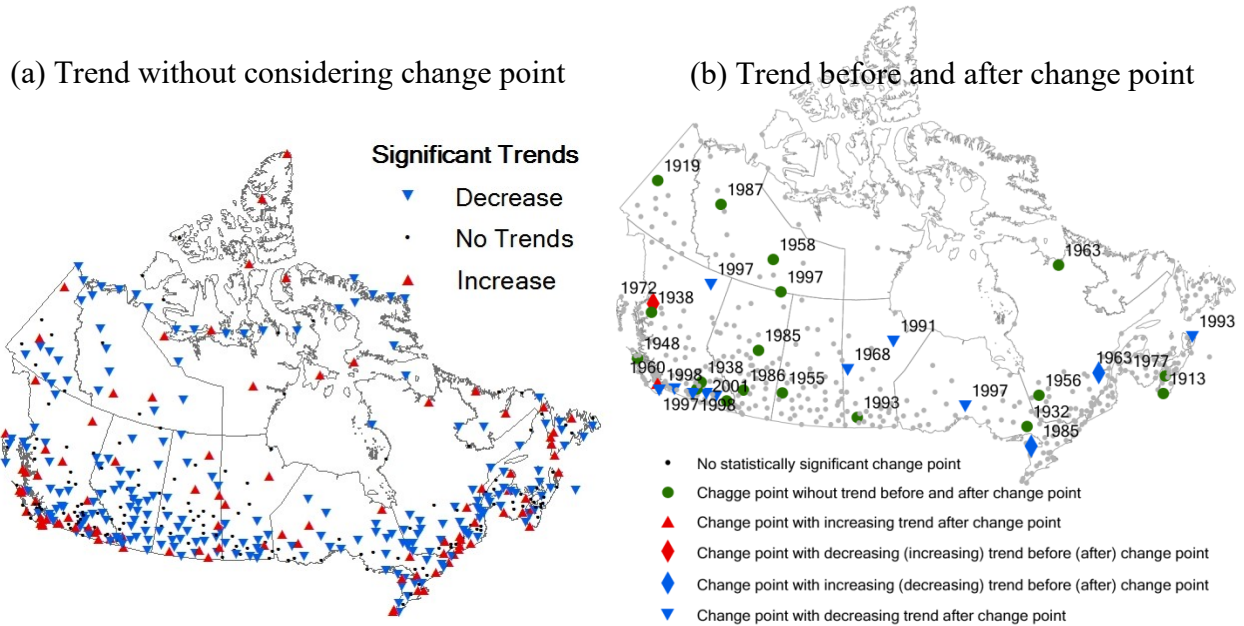 (a) Trend without considering change point
(b) Trend before and after change point
Significant Trends
Decrease
No Trends
Increase
1919
1987
1958
1963
1997
1997
1972
1938
1993
1991
1985
1948
1968
1963
1977
1960
1998
1938
1986
1955
1956
1913
2001
1997
1998
1993
1997
1932
1985
No statistically significant change point
Chagge point without trend before and after change point
Change point with increasing trend after change point
Change point with decreasing (increasing) trend before (after) change point
Change point with increasing (decreasing) trend before (after) change point
Change point with decreasing trend after change point